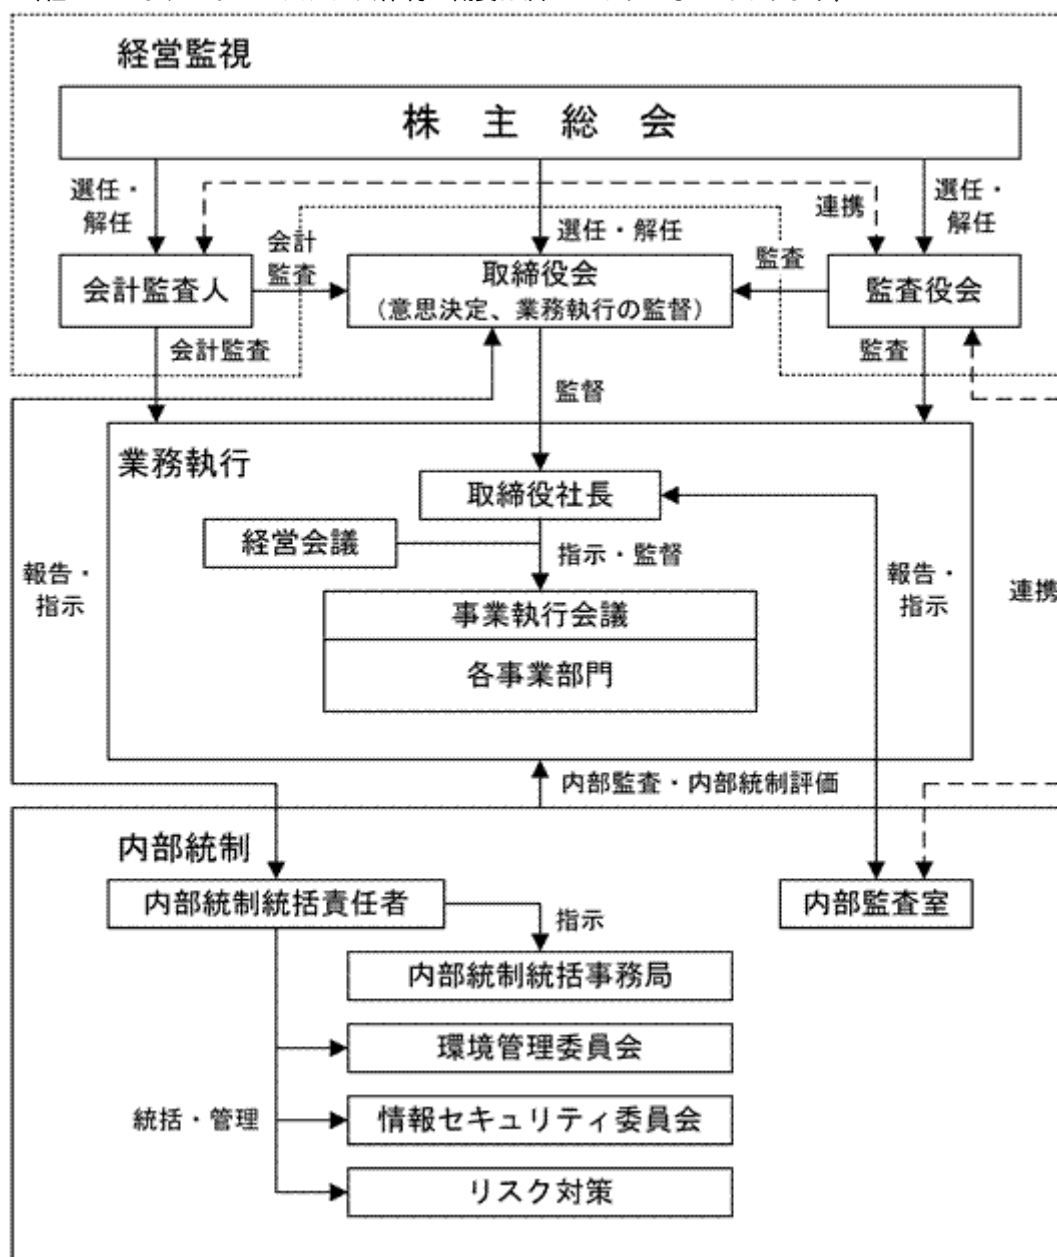 経営監視
株主総会
選任・
解任
連携
選任・
解任
選任・解任
会計
監査
監査
会計監査人
取締役会
(意思決定、業務執行の監督)
監査役会
会計監査
監査
監督
業務執行
取締役社長
経営会議
指示・監督
報告・
指示
報告・
指示
連携
事業執行会議
各事業部門
内部監査・内部統制評価
内部統制
内部統制統括責任者
内部監査室
指示
内部統制統括事務局
環境管理委員会
統括・管理
情報セキュリティ委員会
リスク対策